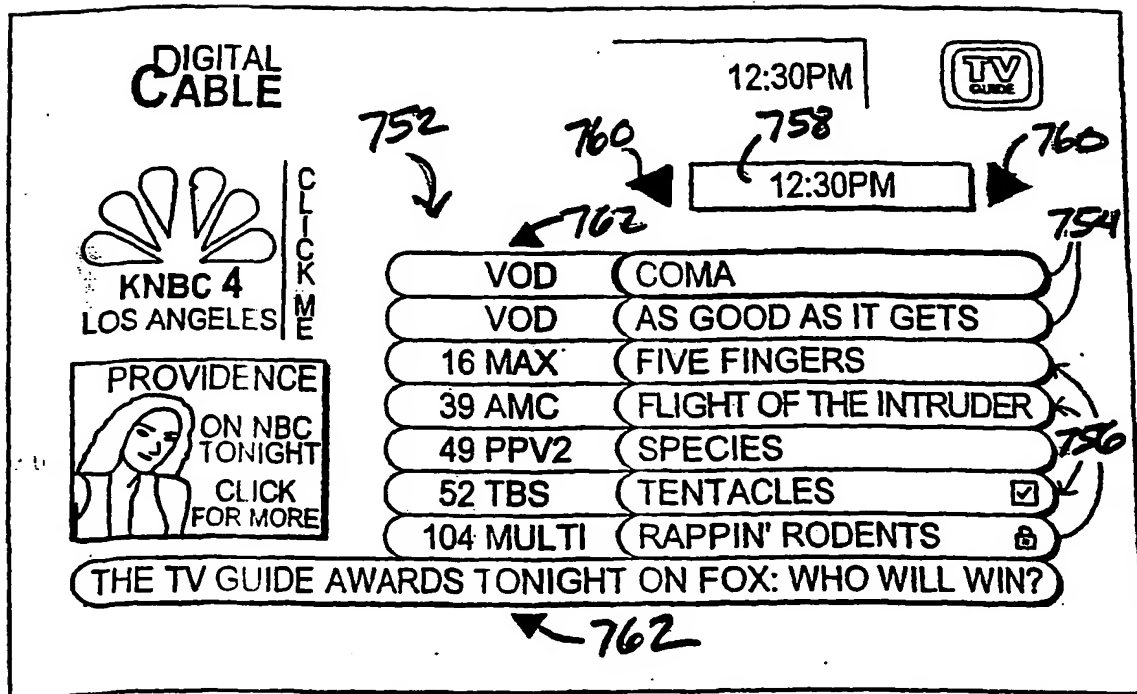 DIGITAL CABLE
12:30PM
TV GUIDE
752
760
758
760
12:30PM
762
754
CLICK ME
KNBC 4
LOS ANGELES
VOD COMA
VOD AS GOOD AS IT GETS
16 MAX FIVE FINGERS
39 AMC FLIGHT OF THE INTRUDER
49 PPV2 SPECIES
756
52 TBS TENTACLES
104 MULTI RAPPIN' RODENTS
PROVIDENCE
ON NBC
TONIGHT
CLICK
FOR MORE
THE TV GUIDE AWARDS TONIGHT ON FOX: WHO WILL WIN?
762